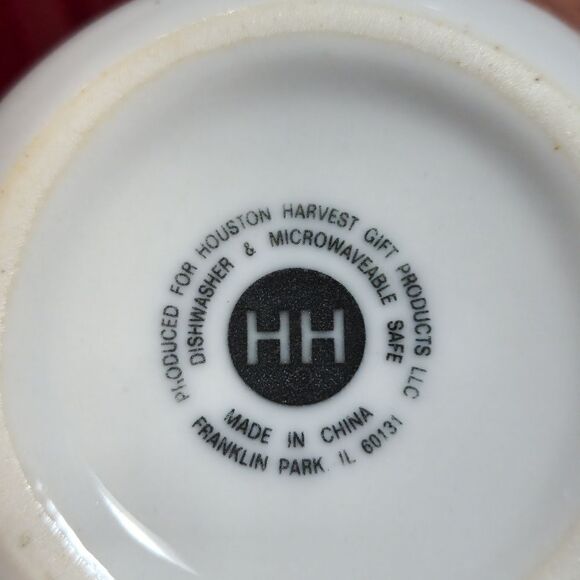 PRODUCED FOR HOUSTON HARVEST GIFT PRODUCTS LLC
DISHWASHER & MICROWAVEABLE SAFE
HH
MADE IN CHINA
FRANKLIN PARK IL 60131